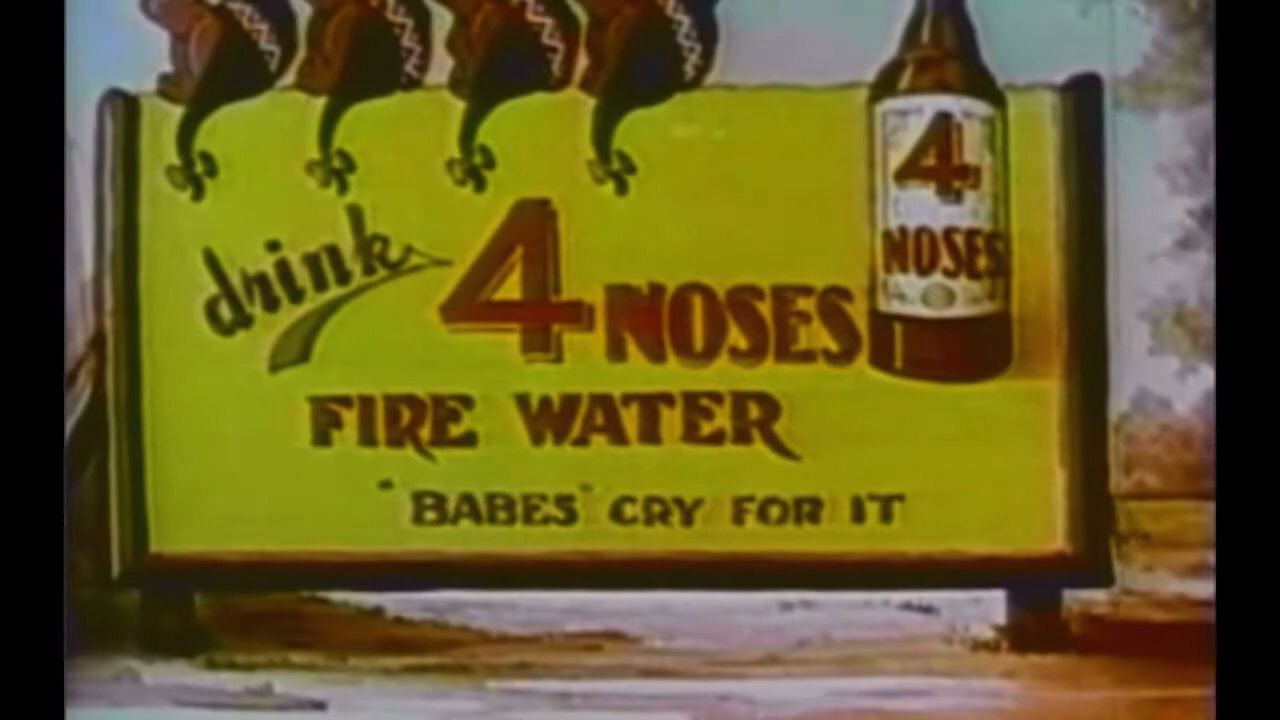 drink 4 NOSES
FIRE WATER
"BABES" CRY FOR IT
4
NOSES